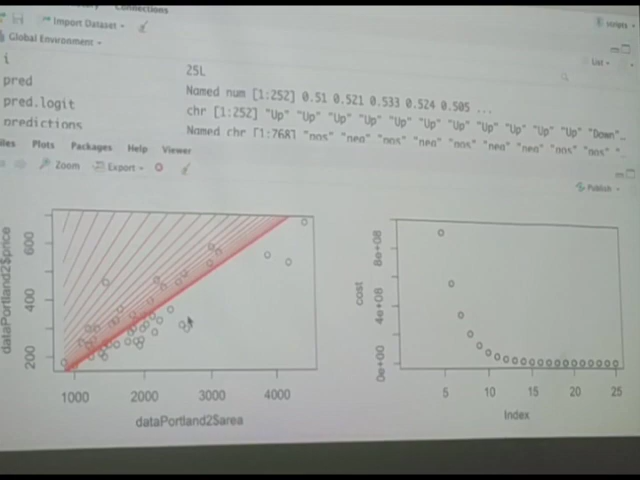 Connections
Import Dataset
Global Environment
List
i
25L
pred
Named num [1:252] 0.51 0.521 0.533 0.524 0.505 ...
pred.logit
chr [1:252] "Up" "Up" "Up" "Up" "Up" "Up" "Up" "Up" "Up" "Up" "Down"..
predictions
Named chr [1:768] "pos" "neg" "pos" "neg" "pos" "neg" "pos" "neg" "neg" "pos" "pos" "..
Plots Packages Help Viewer
Zoom Export
Publish
dataPortland2$price
200 400 600
1000 2000 3000 4000
dataPortland2$area
cost
0e+00 4e+08 8e+08
5 10 15 20 25
Index